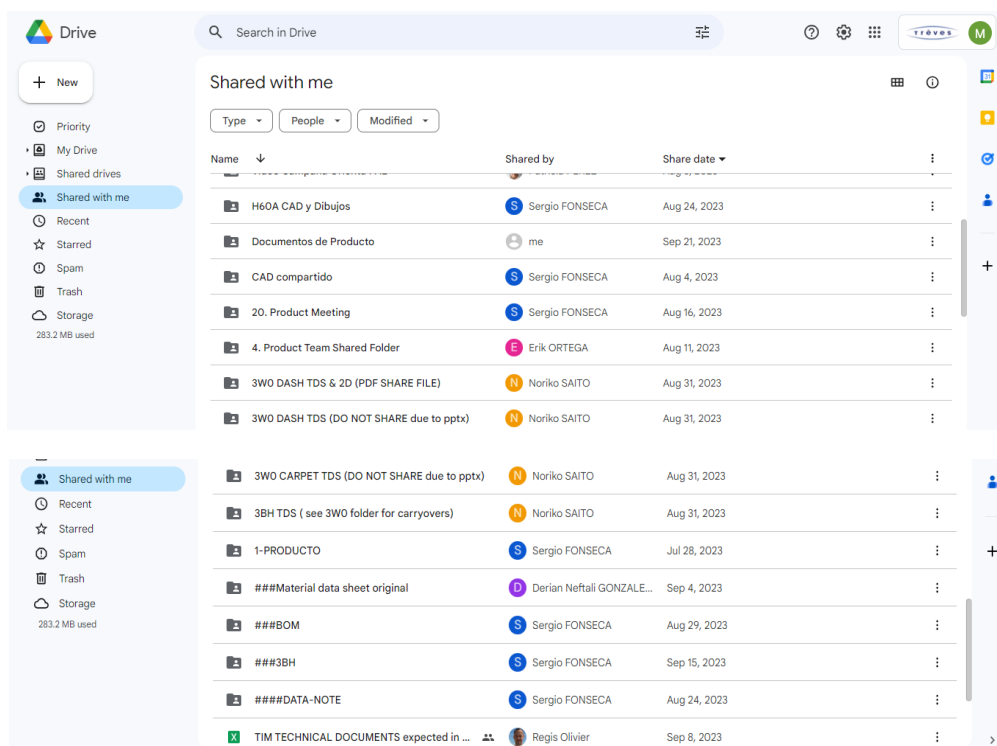 Drive
Search in Drive
Trèves
M
New
Shared with me
31
Type People Modified
Priority
My Drive
Shared drives
Shared with me
Recent
Starred
Spam
Trash
Storage
283.2 MB used
Name Shared by Share date
H60A CAD y Dibujos S Sergio FONSECA Aug 24, 2023
Documentos de Producto me Sep 21, 2023
CAD compartido S Sergio FONSECA Aug 4, 2023
20. Product Meeting S Sergio FONSECA Aug 16, 2023
4. Product Team Shared Folder E Erik ORTEGA Aug 11, 2023
3W0 DASH TDS & 2D (PDF SHARE FILE) N Noriko SAITO Aug 31, 2023
3W0 DASH TDS (DO NOT SHARE due to pptx) N Noriko SAITO Aug 31, 2023
Shared with me
Recent
Starred
Spam
Trash
Storage
283.2 MB used
3W0 CARPET TDS (DO NOT SHARE due to pptx) N Noriko SAITO Aug 31, 2023
3BH TDS ( see 3W0 folder for carryovers) N Noriko SAITO Aug 31, 2023
1-PRODUCTO S Sergio FONSECA Jul 28, 2023
###Material data sheet original D Derian Neftali GONZALE... Sep 4, 2023
###BOM S Sergio FONSECA Aug 29, 2023
###3BH S Sergio FONSECA Sep 15, 2023
####DATA-NOTE S Sergio FONSECA Aug 24, 2023
X TIM TECHNICAL DOCUMENTS expected in ... Regis Olivier Sep 8, 2023